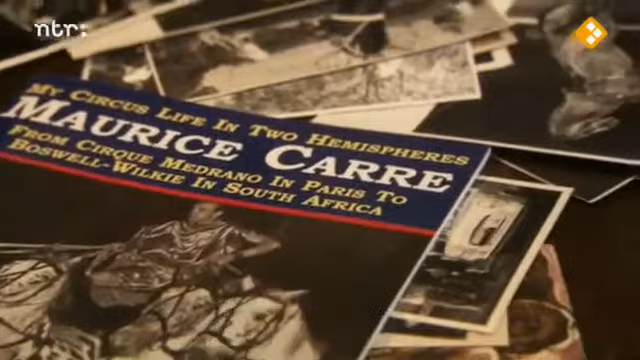 ntr:
My Circus Life In Two Hemispheres
Maurice Carre
From Cirque Medrano In Paris To
Boswell-Wilkie In South Africa